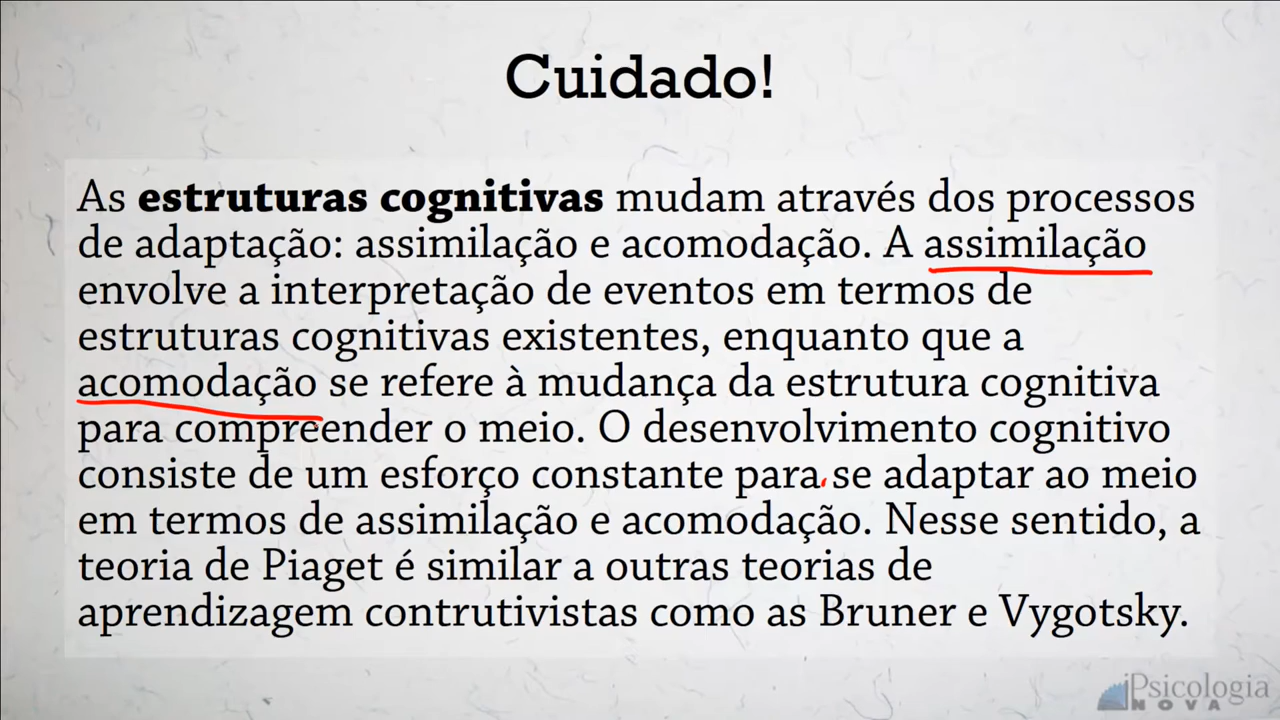 Cuidado!
As estruturas cognitivas mudam através dos processos
de adaptação: assimilação e acomodação. A assimilação
envolve a interpretação de eventos em termos de
estruturas cognitivas existentes, enquanto que a
acomodação se refere à mudança da estrutura cognitiva
para compreender o meio. O desenvolvimento cognitivo
consiste de um esforço constante para se adaptar ao meio
em termos de assimilação e acomodação. Nesse sentido, a
teoria de Piaget é similar a outras teorias de
aprendizagem contrutivistas como as Bruner e Vygotsky.
Psicologia
NOVA